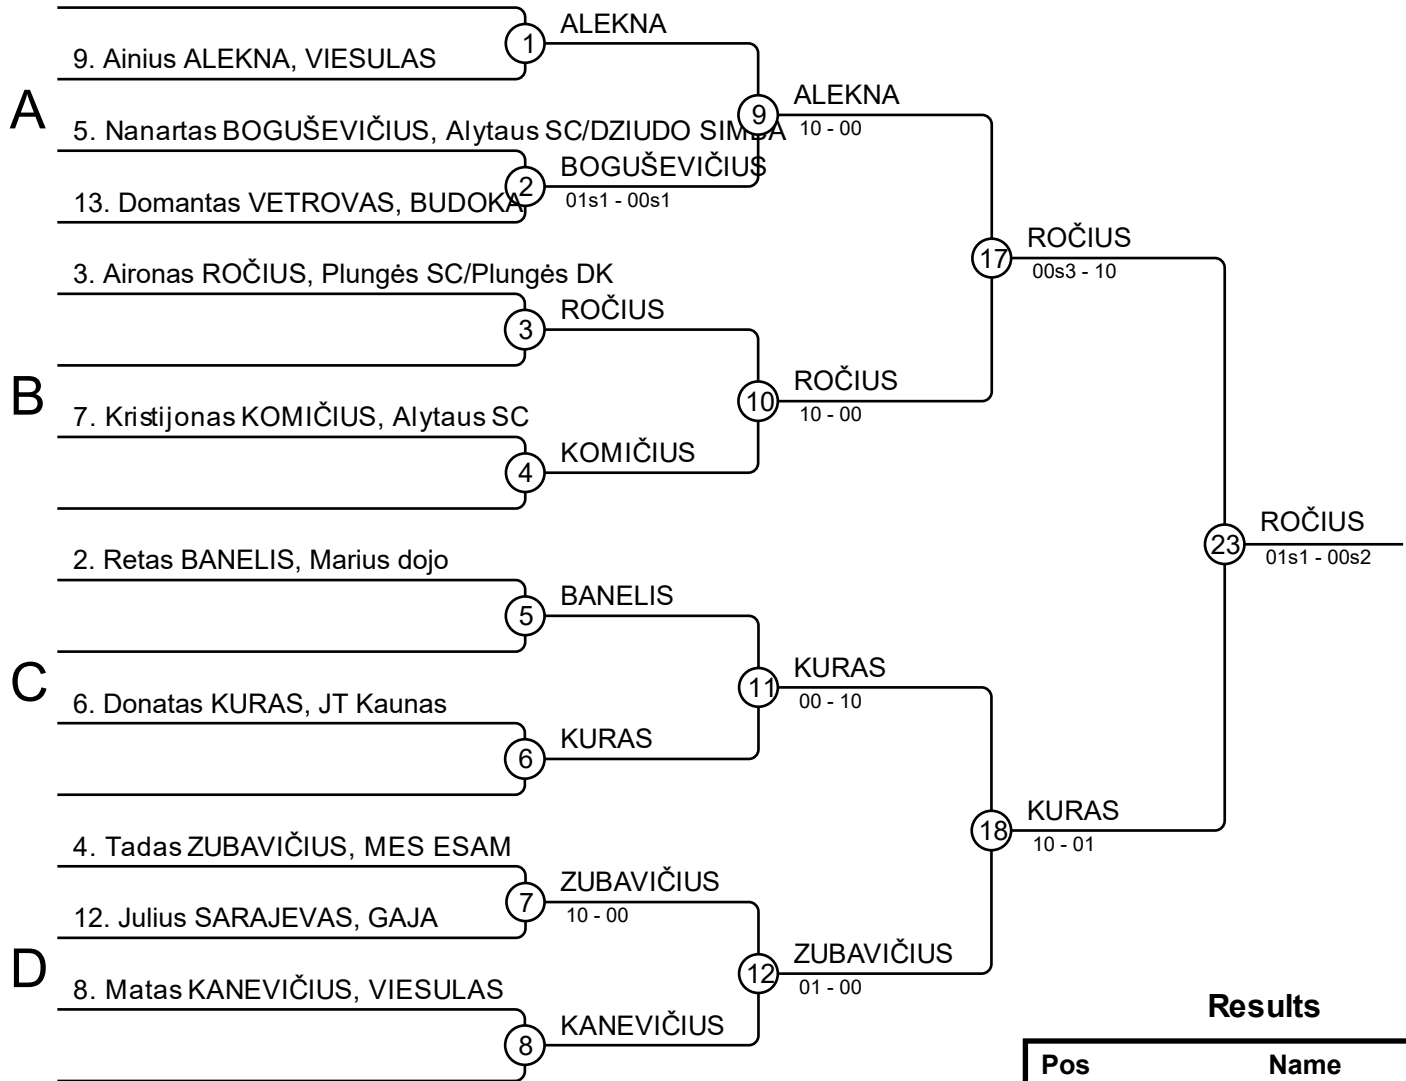 ALEKNA
1
9. Ainius ALEKNA, VIESULAS
A
ALEKNA
9
10 - 00
5. Nanartas BOGUŠEVIČIUS, Alytaus SC/DZIUDO SIMBA
BOGUŠEVIČIUS
2
01s1 - 00s1
13. Domantas VETROVAS, BUDOKA
ROČIUS
17
00s3 - 10
3. Aironas ROČIUS, Plungės SC/Plungės DK
ROČIUS
3
B
ROČIUS
10
10 - 00
7. Kristijonas KOMIČIUS, Alytaus SC
KOMIČIUS
4
ROČIUS
23
01s1 - 00s2
2. Retas BANELIS, Marius dojo
BANELIS
5
C
KURAS
11
00 - 10
6. Donatas KURAS, JT Kaunas
KURAS
6
KURAS
18
10 - 01
4. Tadas ZUBAVIČIUS, MES ESAM
ZUBAVIČIUS
7
10 - 00
12. Julius SARAJEVAS, GAJA
D
ZUBAVIČIUS
12
01 - 00
8. Matas KANEVIČIUS, VIESULAS
KANEVIČIUS
8
Results
Pos Name